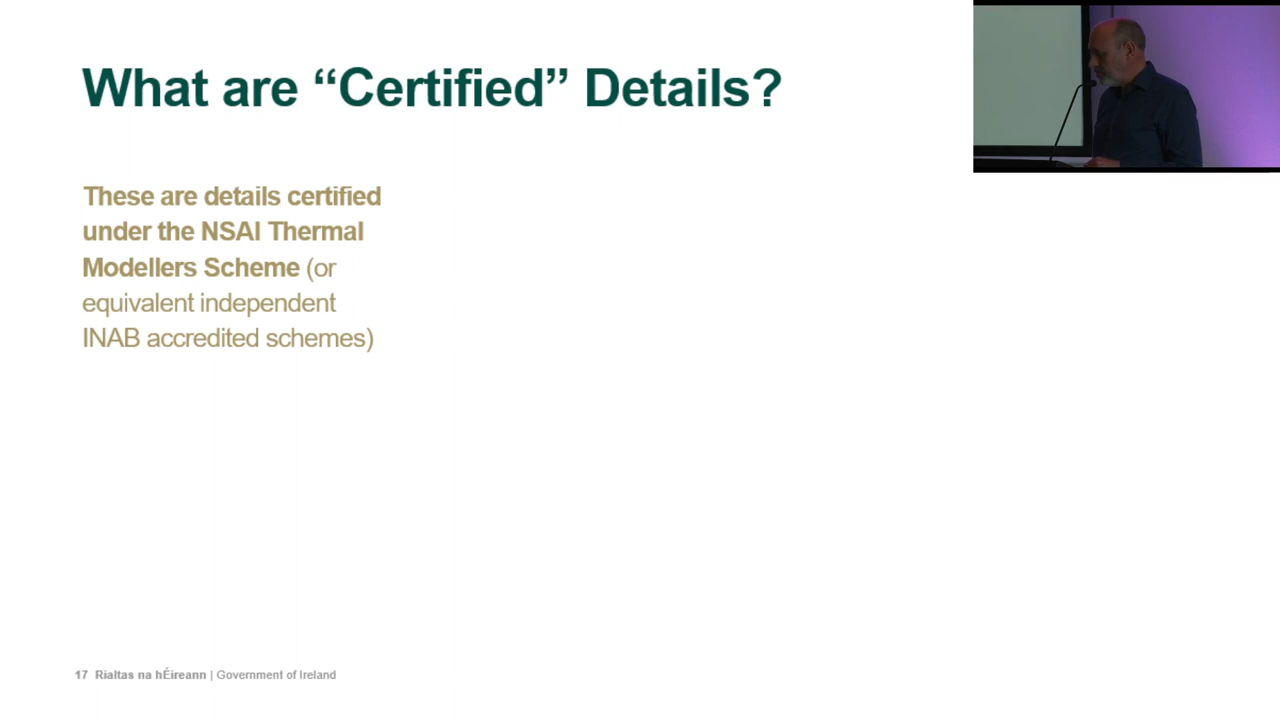 What are “Certified” Details?
These are details certified
under the NSAI Thermal
Modellers Scheme (or
equivalent independent
INAB accredited schemes)
17 Rialtas na hÉireann | Government of Ireland